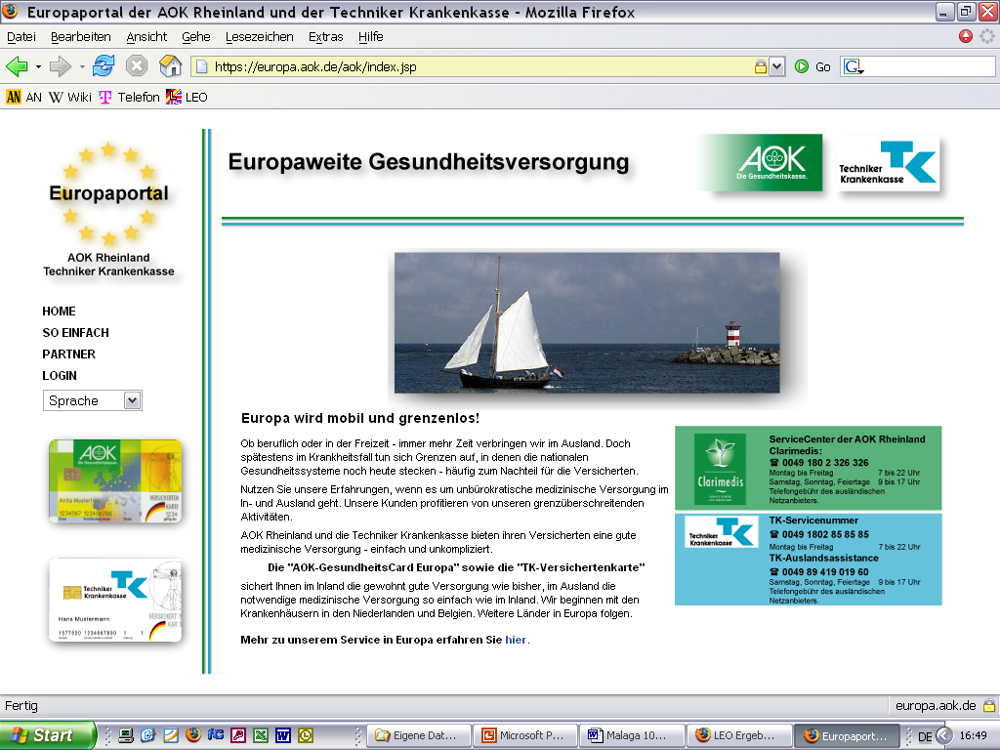 Europaportal der AOK Rheinland und der Techniker Krankenkasse - Mozilla Firefox
Datei Bearbeiten Ansicht Gehe Lesezeichen Extras Hilfe
https://europa.aok.de/aok/index.jsp
Go
G
AN AN W Wiki T Telefon LEO
Europaportal
AOK Rheinland
Techniker Krankenkasse
Europaweite Gesundheitsversorgung
AOK
Die Gesundheitskasse.
TK
Techniker
Krankenkasse
HOME
SO EINFACH
PARTNER
LOGIN
Sprache
AOK
Die Gesundheitskasse.
VERSICHERTEN
KARTE
Techniker
Krankenkasse
TK
Hans Mustermann
1577500 1234567890 1 1
Europa wird mobil und grenzenlos!
Ob beruflich oder in der Freizeit - immer mehr Zeit verbringen wir im Ausland. Doch
spätestens im Krankheitsfall tun sich Grenzen auf, in denen die nationalen
Gesundheitssysteme noch heute stecken - häufig zum Nachteil für die Versicherten.
Nutzen Sie unsere Erfahrungen, wenn es um unbürokratische medizinische Versorgung im
In- und Ausland geht. Unsere Kunden profitieren von unseren grenzüberschreitenden
Aktivitäten.
AOK Rheinland und die Techniker Krankenkasse bieten ihren Versicherten eine gute
medizinische Versorgung - einfach und unkompliziert.
Die "AOK-GesundheitsCard Europa" sowie die "TK-Versichertenkarte"
sichert Ihnen im Inland die gewohnt gute Versorgung wie bisher, im Ausland die
notwendige medizinische Versorgung so einfach wie im Inland. Wir beginnen mit den
Krankenhäusern in den Niederlanden und Belgien. Weitere Länder in Europa folgen.
Mehr zu unserem Service in Europa erfahren Sie hier.
Clarimedis
ServiceCenter der AOK Rheinland
Clarimedis:
☎ 0049 180 2 326 326
Montag bis Freitag 7 bis 22 Uhr
Samstag, Sonntag, Feiertage 9 bis 17 Uhr
Telefongebühr des ausländischen
Netzanbieters.
Techniker
Krankenkasse
TK
TK-Servicenummer
☎ 0049 1802 85 85 85
Montag bis Freitag 7 bis 22 Uhr
TK-Auslandsassistance
☎ 0049 89 419 019 60
Samstag, Sonntag, Feiertage 9 bis 17 Uhr
Telefongebühr des ausländischen
Netzanbieters.
Fertig
europa.aok.de
Start
Eigene Dat...
Microsoft P...
Malaga 10...
LEO Ergeb...
Europaport...
DE
16:49